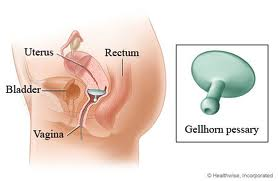 Uterus
Rectum
Bladder
Vagina
Gellhorn pessary
© Healthwise, Incorporated